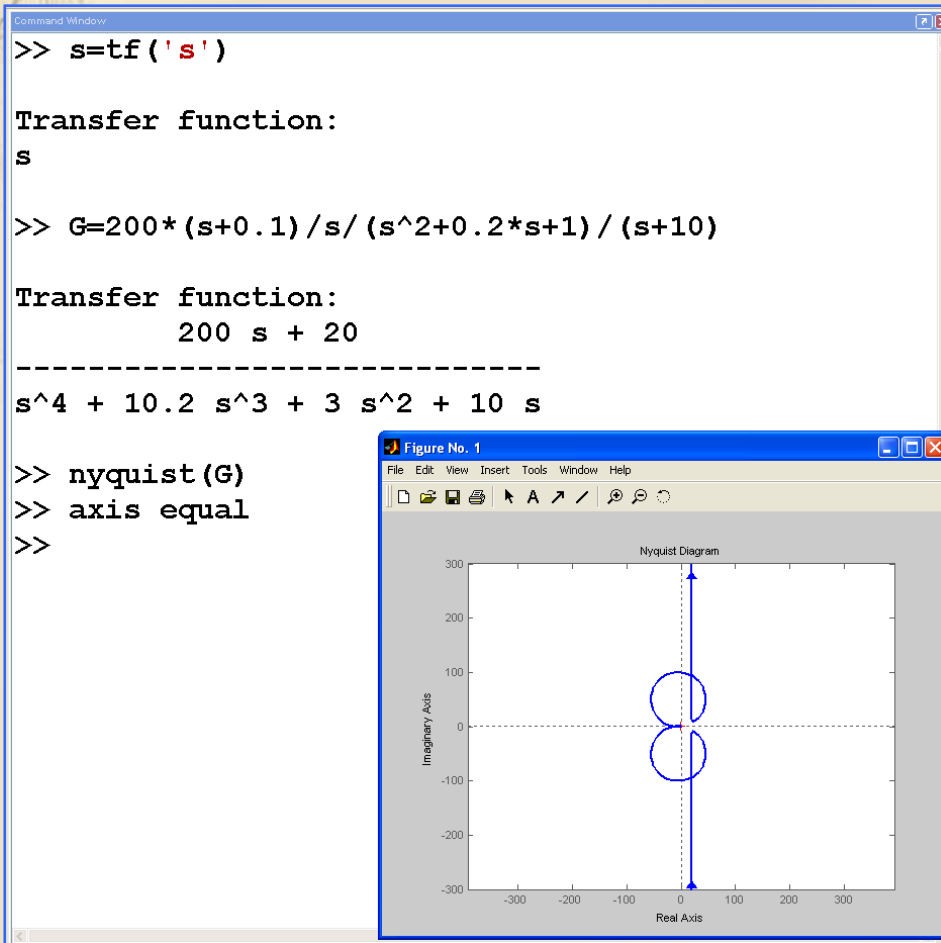 Command Window
>> s=tf('s')
Transfer function:
s
>> G=200*(s+0.1)/s/(s^2+0.2*s+1)/(s+10)
Transfer function:
200 s + 20
------------------------------
s^4 + 10.2 s^3 + 3 s^2 + 10 s
>> nyquist(G)
>> axis equal
>>
Figure No. 1
File Edit View Insert Tools Window Help
Nyquist Diagram
300
200
100
0
-100
-200
-300
Imaginary Axis
-300 -200 -100 0 100 200 300
Real Axis